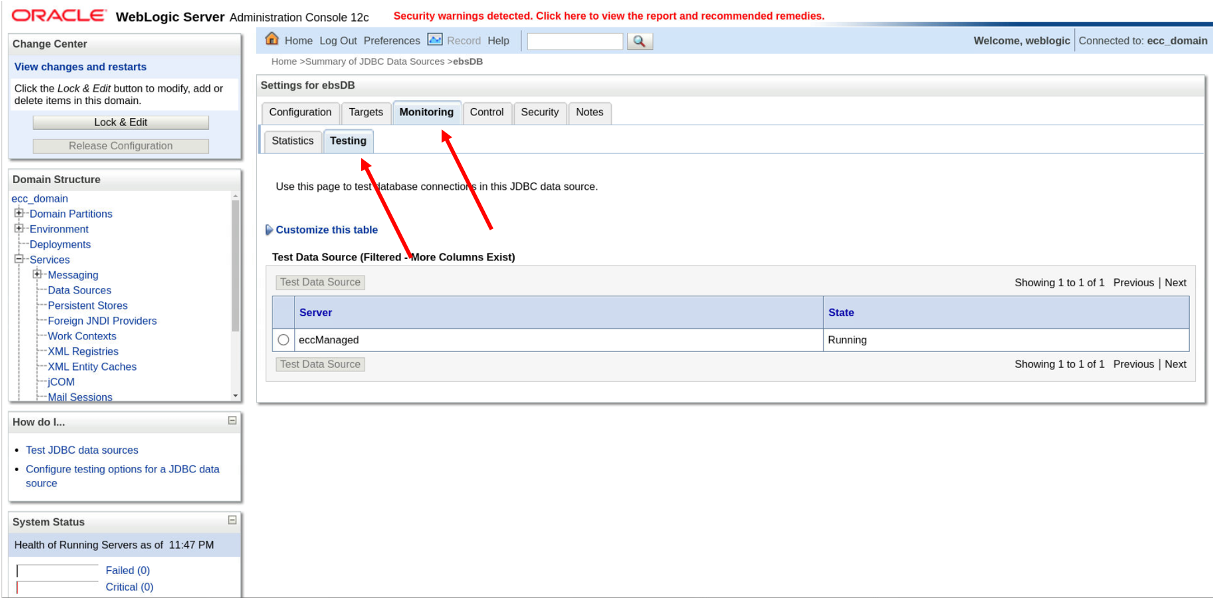 ORACLE WebLogic Server Administration Console 12c
Security warnings detected. Click here to view the report and recommended remedies.
Change Center
View changes and restarts
Click the Lock & Edit button to modify, add or
delete items in this domain.
Lock & Edit
Release Configuration
Domain Structure
ecc_domain
Domain Partitions
Environment
Deployments
Services
Messaging
Data Sources
Persistent Stores
Foreign JNDI Providers
Work Contexts
XML Registries
XML Entity Caches
jCOM
Mail Sessions
How do I...
Test JDBC data sources
Configure testing options for a JDBC data
source
System Status
Health of Running Servers as of 11:47 PM
Failed (0)
Critical (0)
Home Log Out Preferences Record Help
Welcome, weblogic Connected to: ecc_domain
Home >Summary of JDBC Data Sources >ebsDB
Settings for ebsDB
Configuration Targets Monitoring Control Security Notes
Statistics Testing
Use this page to test database connections in this JDBC data source.
Customize this table
Test Data Source (Filtered - More Columns Exist)
Test Data Source Showing 1 to 1 of 1 Previous | Next
Server State
eccManaged Running
Test Data Source Showing 1 to 1 of 1 Previous | Next